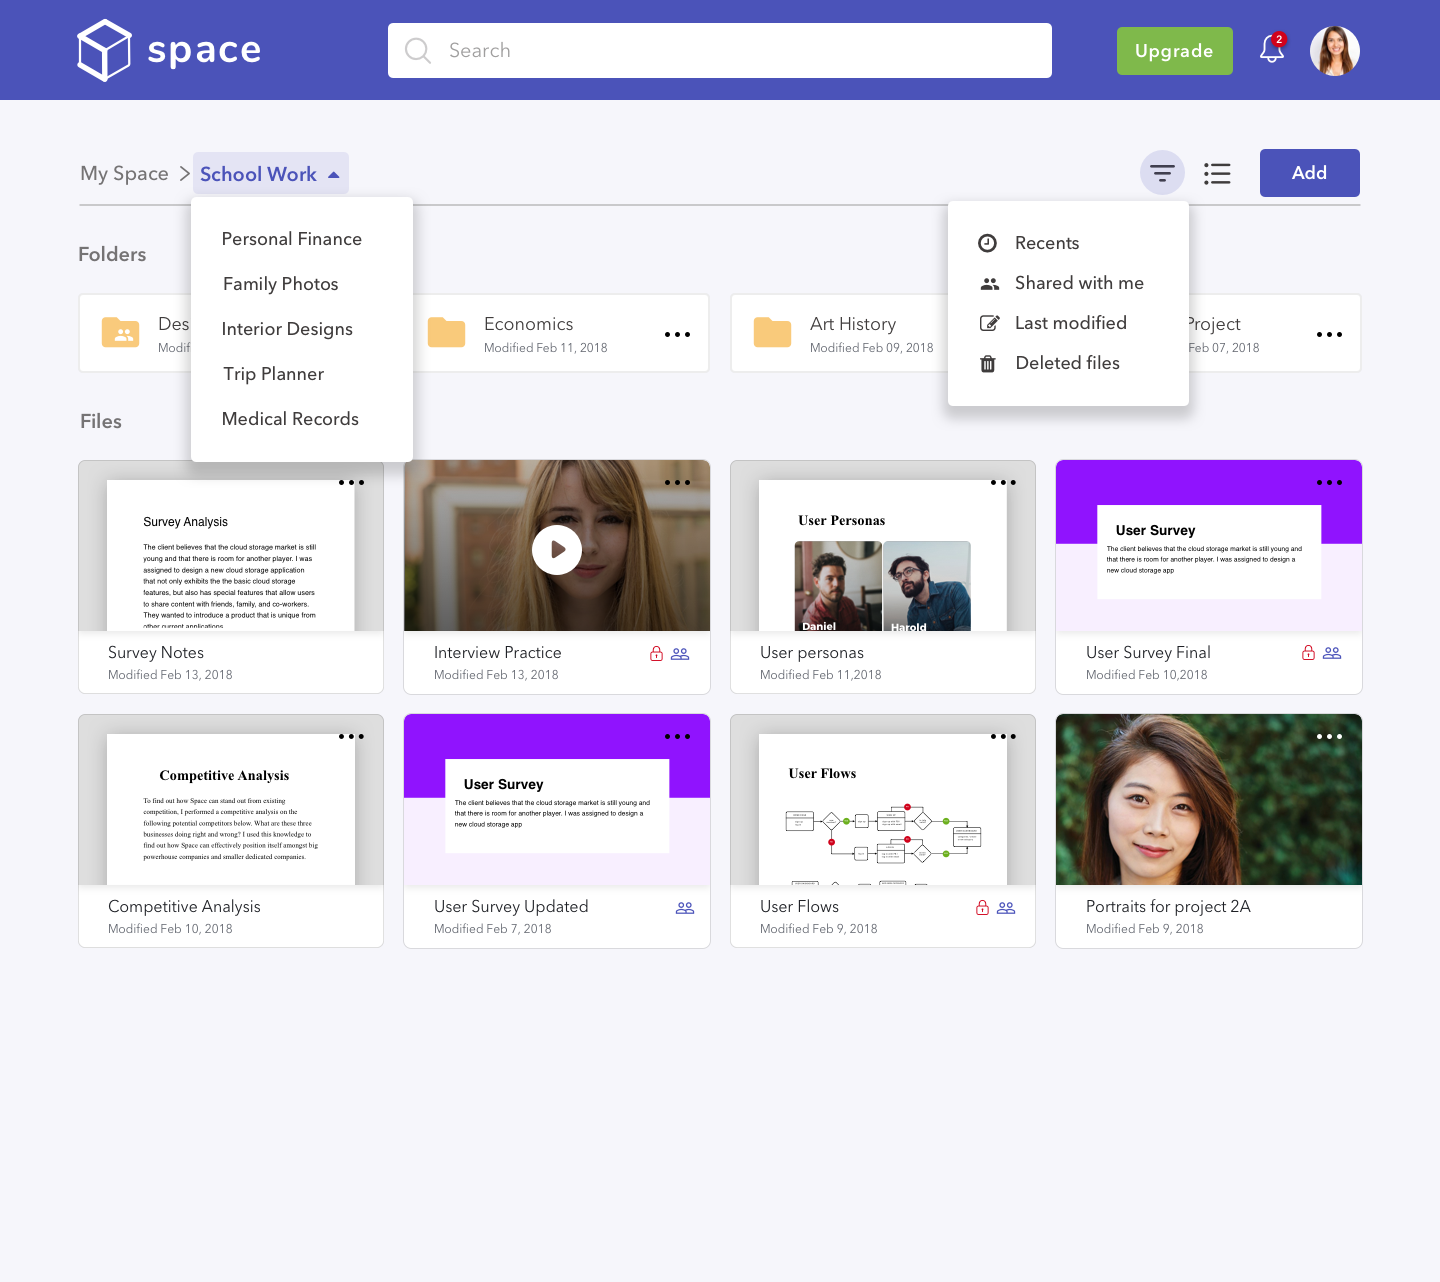 space
Search
Upgrade
2
My Space > School Work
Add
Personal Finance
Family Photos
Interior Designs
Trip Planner
Medical Records
Recents
Shared with me
Last modified
Deleted files
Folders
Des
Modif
Economics
Modified Feb 11, 2018
Art History
Modified Feb 09, 2018
Project
Feb 07, 2018
Files
Survey Analysis
The client believes that the cloud storage market is still
young and that there is room for another player. I was
assigned to design a new cloud storage application
that not only exhibits the the basic cloud storage
features, but also has special features that allow users
to share content with friends, family, and co-workers.
They wanted to introduce a product that is unique from
other current applications.
Survey Notes
Modified Feb 13, 2018
Interview Practice
Modified Feb 13, 2018
User Personas
Daniel
Harold
User personas
Modified Feb 11,2018
User Survey
The client believes that the cloud storage market is still young and
that there is room for another player. I was assigned to design a
new cloud storage app
User Survey Final
Modified Feb 10,2018
Competitive Analysis
To find out how Space can stand out from existing
competition, I performed a competitive analysis on the
following potential competitors below. What are these three
businesses doing right and wrong? I used this knowledge to
find out how Space can effectively position itself amongst big
powerhouse companies and smaller dedicated companies.
Competitive Analysis
Modified Feb 10, 2018
User Survey
The client believes that the cloud storage market is still young and
that there is room for another player. I was assigned to design a
new cloud storage app
User Survey Updated
Modified Feb 7, 2018
User Flows
User Flows
Modified Feb 9, 2018
Portraits for project 2A
Modified Feb 9, 2018